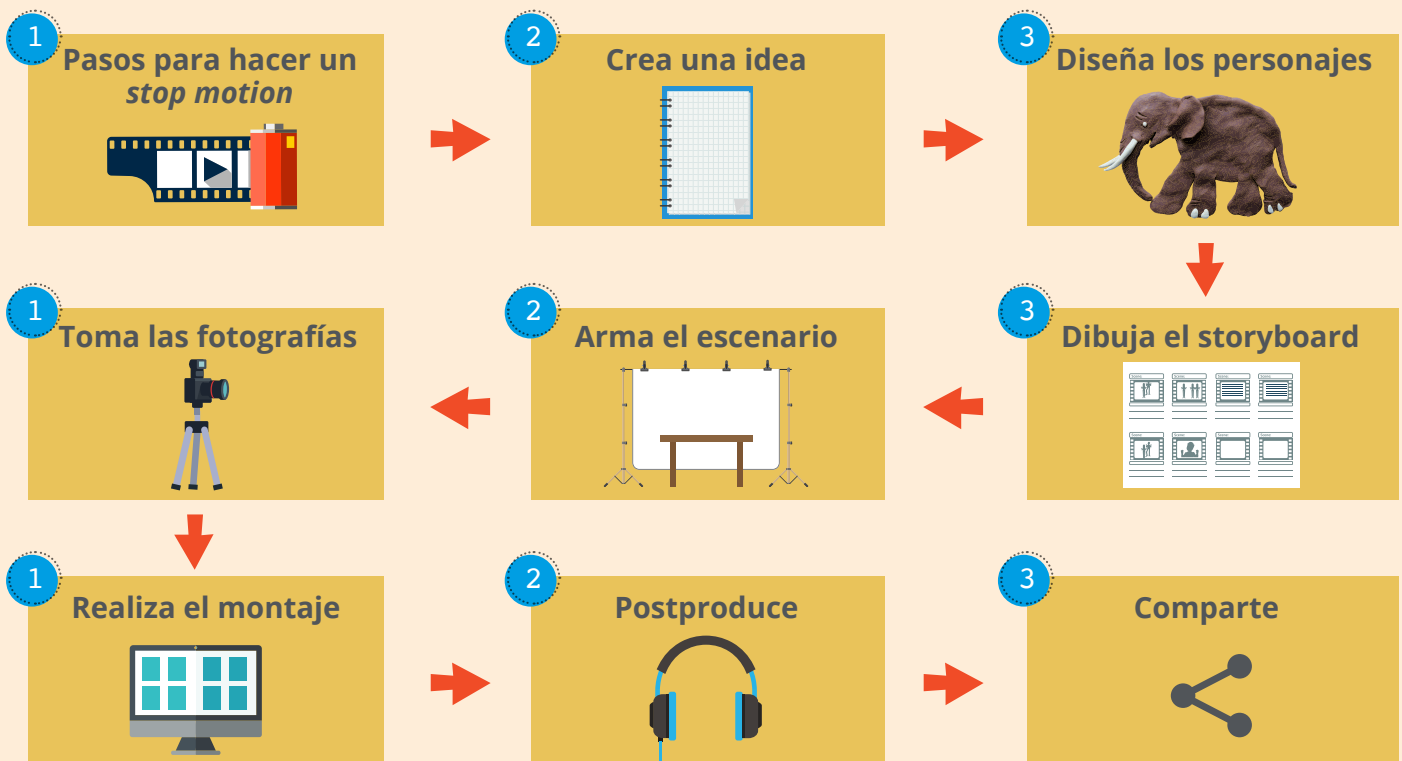 1
Pasos para hacer un
stop motion
2
Crea una idea
3
Diseña los personajes
1
Toma las fotografías
2
Arma el escenario
3
Dibuja el storyboard
1
Realiza el montaje
2
Postproduce
3
Comparte